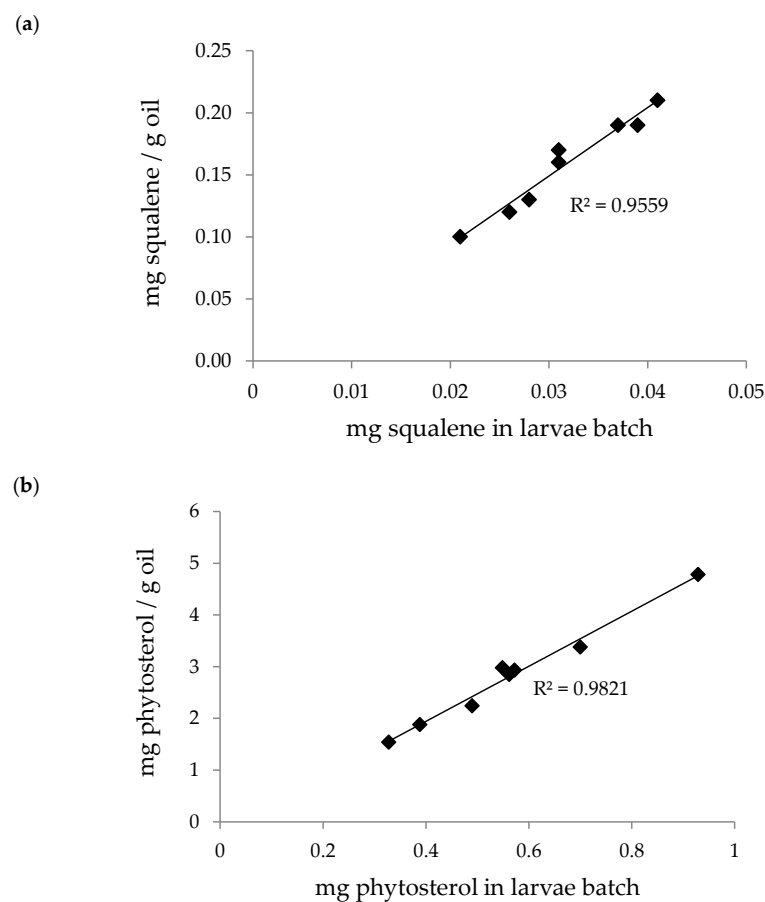 (a)
mg squalene / g oil
0.25
0.20
0.15
0.10
0.05
0.00
R² = 0.9559
0 0.01 0.02 0.03 0.04 0.05
mg squalene in larvae batch
(b)
mg phytosterol / g oil
6
5
4
3
2
1
0
R² = 0.9821
0 0.2 0.4 0.6 0.8 1
mg phytosterol in larvae batch